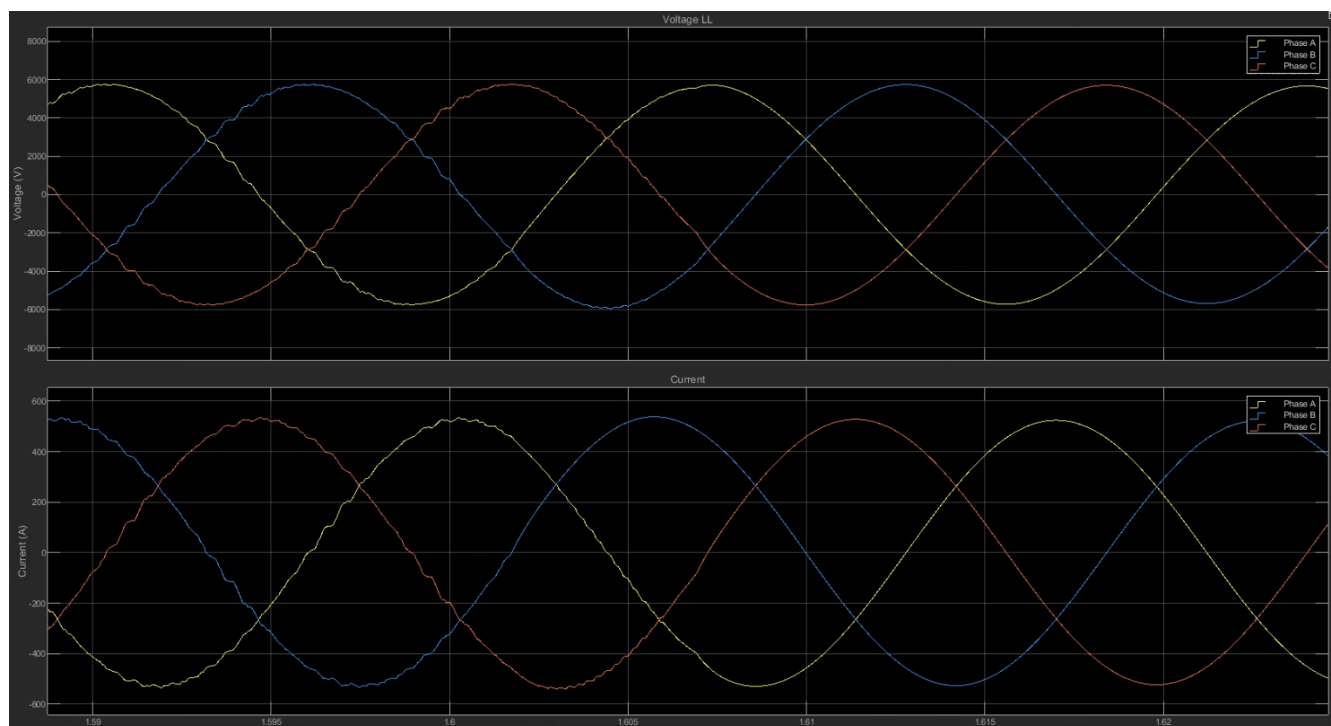 Voltage LL
8000
6000
4000
2000
0
-2000
-4000
-6000
-8000
Voltage (V)
Phase A
Phase B
Phase C
Current
600
400
200
0
-200
-400
-600
Current (A)
Phase A
Phase B
Phase C
1.59
1.595
1.6
1.605
1.61
1.615
1.62